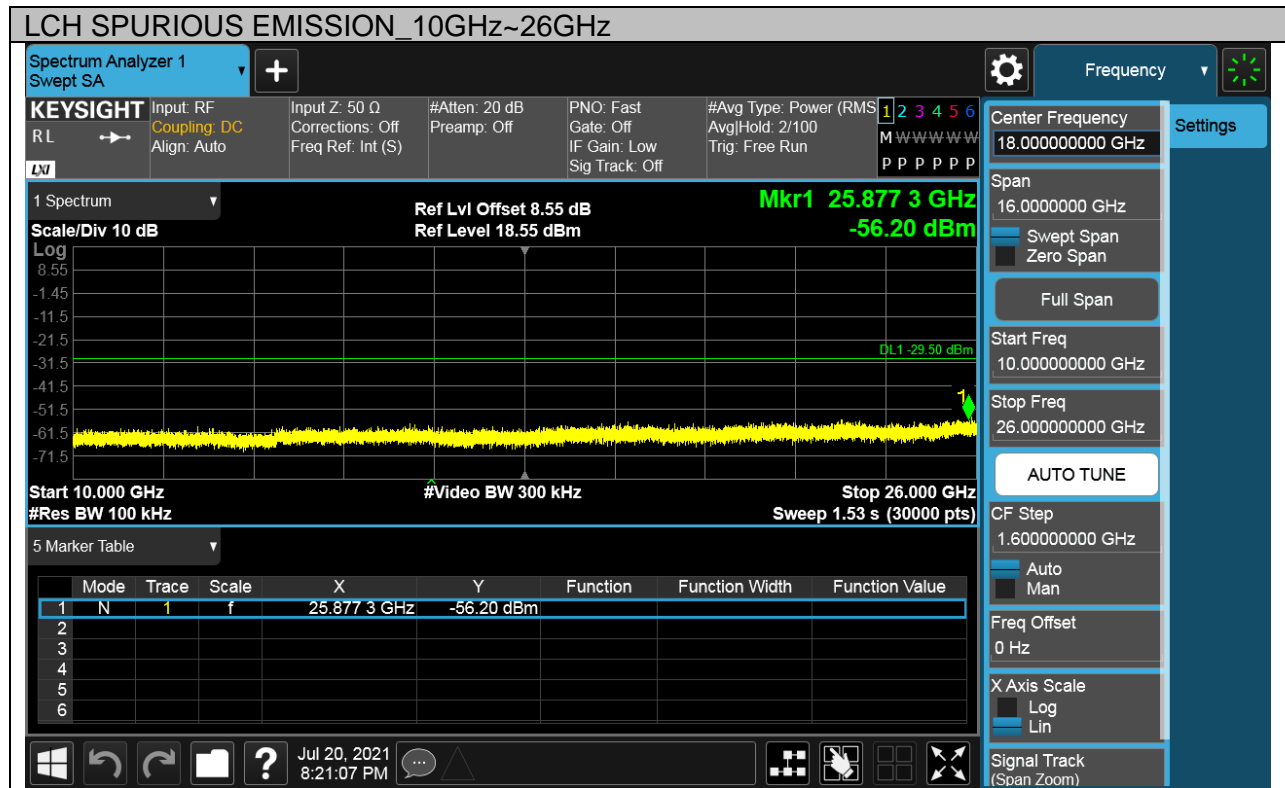 LCH SPURIOUS EMISSION_10GHz~26GHz
Spectrum Analyzer 1
Swept SA
+
Frequency
KEYSIGHT
RL
LXI
Input: RF
Coupling: DC
Align: Auto
Input Z: 50 Ω
Corrections: Off
Freq Ref: Int (S)
#Atten: 20 dB
Preamp: Off
PNO: Fast
Gate: Off
IF Gain: Low
Sig Track: Off
#Avg Type: Power (RMS
Avg|Hold: 2/100
Trig: Free Run
1 2 3 4 5 6
M W W W W W
P P P P P P
1 Spectrum
Scale/Div 10 dB
Ref Lvl Offset 8.55 dB
Ref Level 18.55 dBm
Mkr1 25.877 3 GHz
-56.20 dBm
Log
8.55
-1.45
-11.5
-21.5
-31.5
-41.5
-51.5
-61.5
-71.5
DL1 -29.50 dBm
1
Start 10.000 GHz
#Video BW 300 kHz
Stop 26.000 GHz
#Res BW 100 kHz
Sweep 1.53 s (30000 pts)
5 Marker Table
Mode Trace Scale X Y Function Function Width Function Value
1 N 1 f 25.877 3 GHz -56.20 dBm
2
3
4
5
6
Center Frequency
18.000000000 GHz
Settings
Span
16.0000000 GHz
Swept Span
Zero Span
Full Span
Start Freq
10.000000000 GHz
Stop Freq
26.000000000 GHz
AUTO TUNE
CF Step
1.600000000 GHz
Auto
Man
Freq Offset
0 Hz
X Axis Scale
Log
Lin
Signal Track
(Span Zoom)
?
Jul 20, 2021
8:21:07 PM